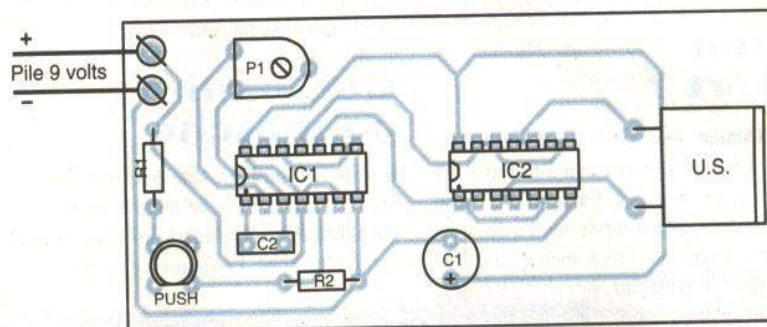 +
Pile 9 volts
−
P1
R1
IC1
IC2
U.S.
C2
C1
+
R2
PUSH